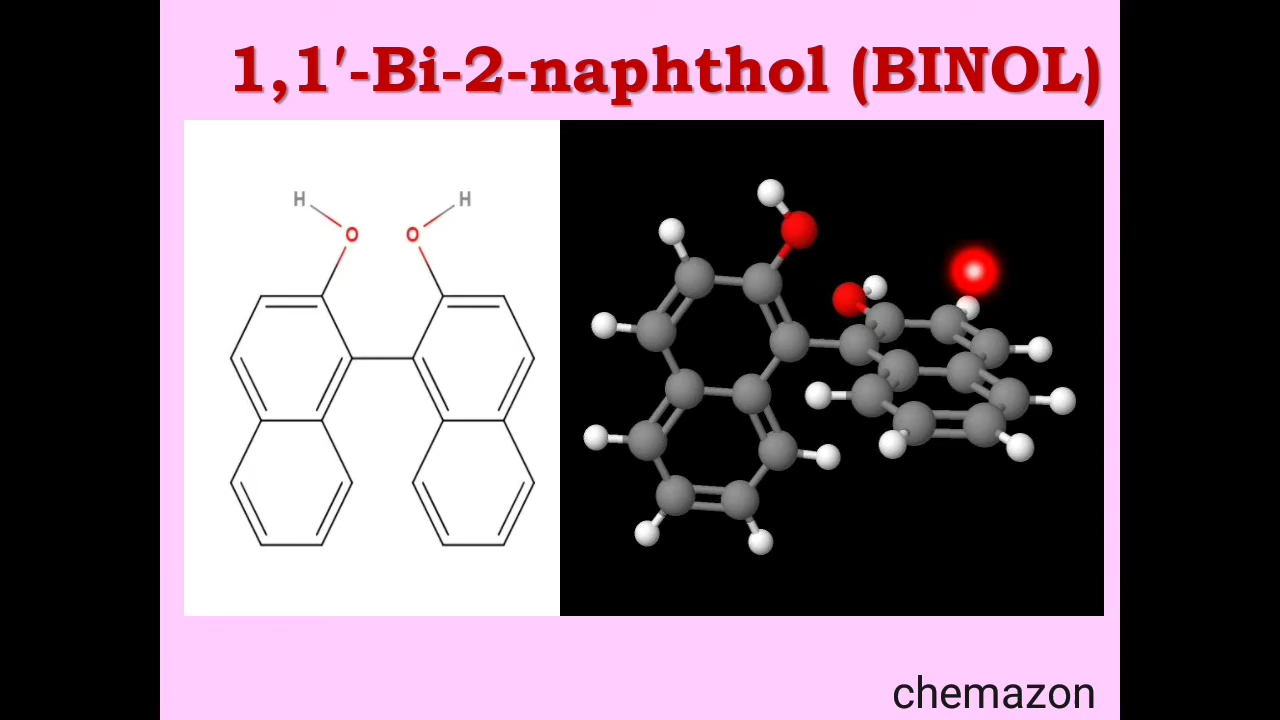 1,1′-Bi-2-naphthol (BINOL)
H H
O O
chemazon